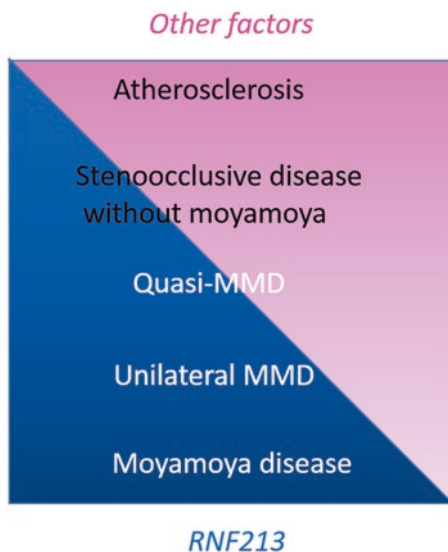 Other factors
Atherosclerosis
Stenoocclusive disease
without moyamoya
Quasi-MMD
Unilateral MMD
Moyamoya disease
RNF213